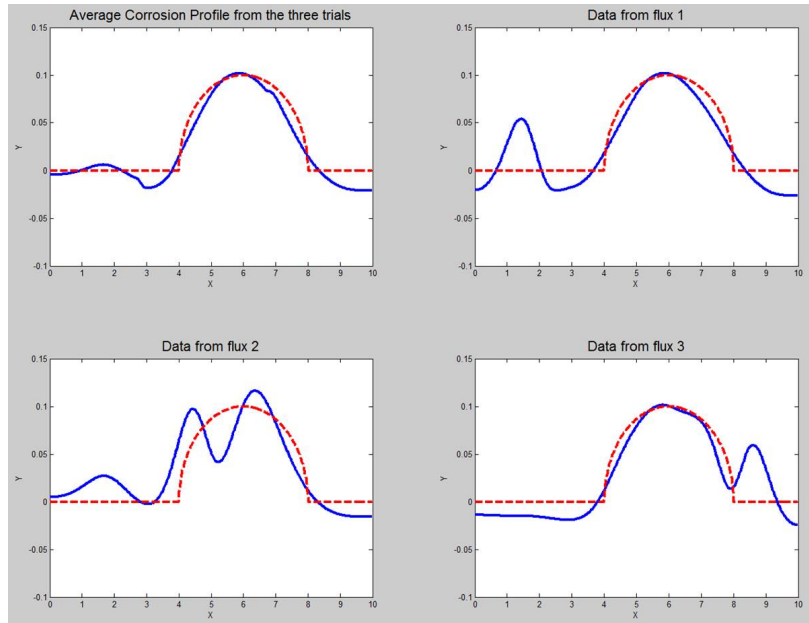 Average Corrosion Profile from the three trials
0.15
0.1
0.05
0
-0.05
-0.1
Y
0 1 2 3 4 5 6 7 8 9 10
X
Data from flux 1
0.15
0.1
0.05
0
-0.05
-0.1
Y
0 1 2 3 4 5 6 7 8 9 10
X
Data from flux 2
0.15
0.1
0.05
0
-0.05
-0.1
Y
0 1 2 3 4 5 6 7 8 9 10
X
Data from flux 3
0.15
0.1
0.05
0
-0.05
-0.1
Y
0 1 2 3 4 5 6 7 8 9 10
X